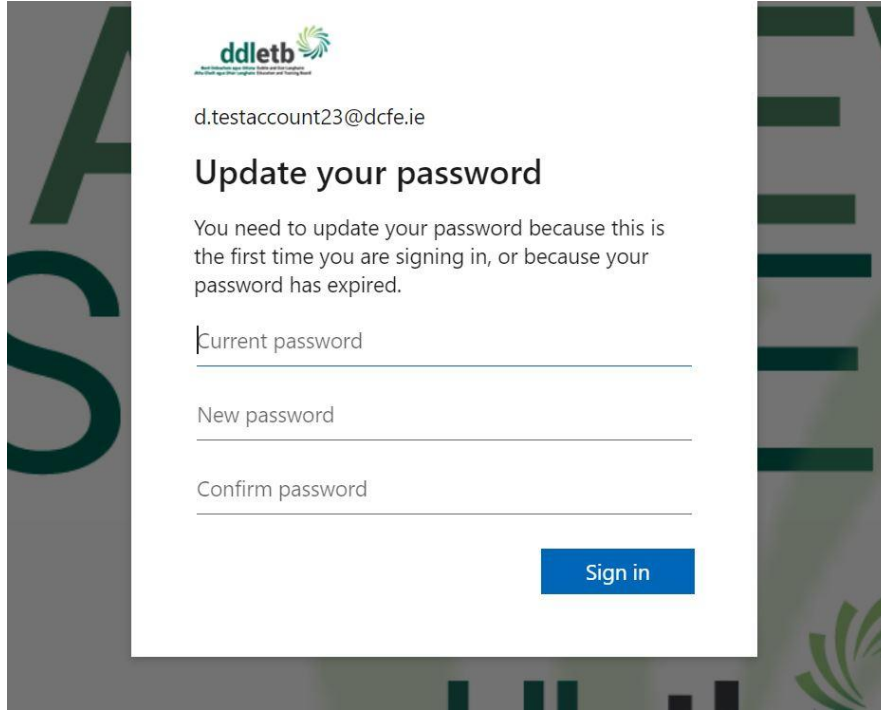 ddletb
d.testaccount23@dcfe.ie
Update your password
You need to update your password because this is
the first time you are signing in, or because your
password has expired.
Current password
New password
Confirm password
Sign in